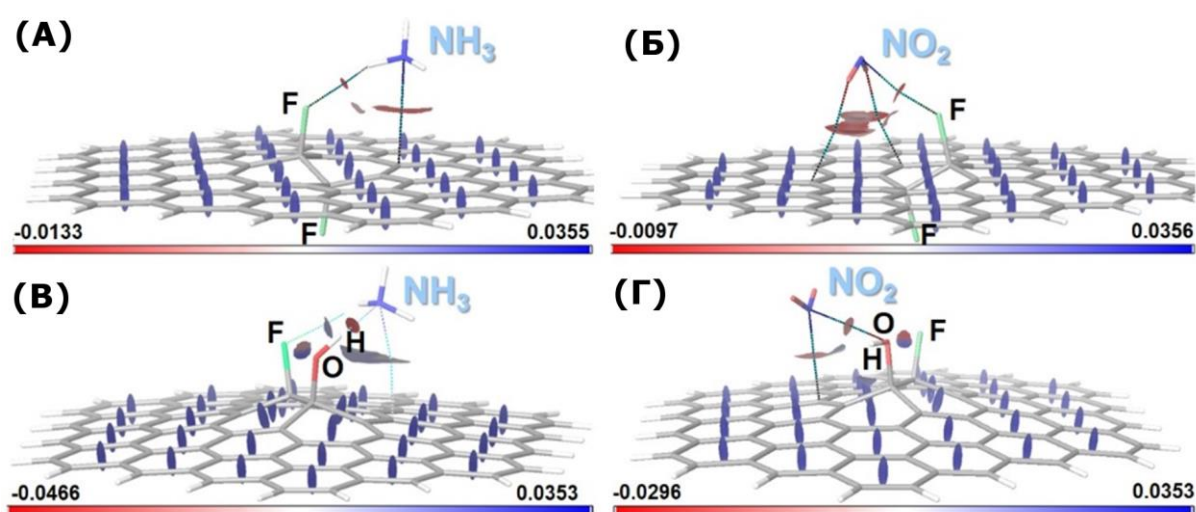 (А)
NH3
F
F
-0.0133 0.0355
(Б)
NO2
F
F
-0.0097 0.0356
(В)
NH3
F
H
O
-0.0466 0.0353
(Г)
NO2
O
F
H
-0.0296 0.0353